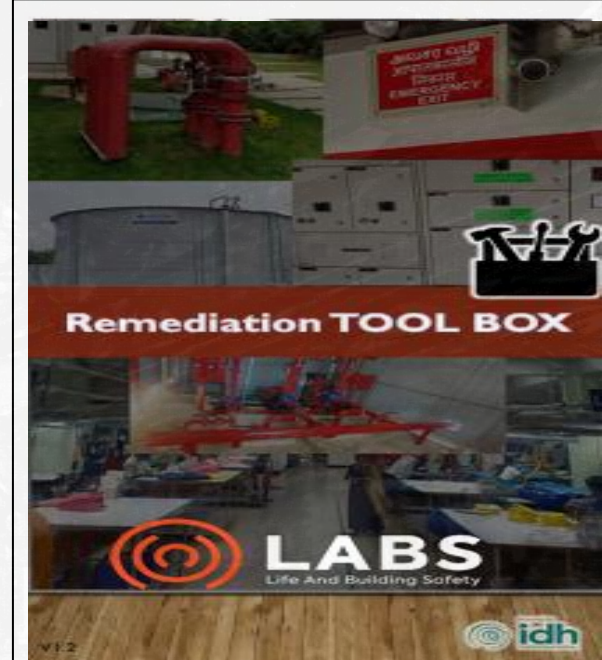 EMERGENCY
EXIT
Remediation TOOL BOX
LABS
Life And Building Safety
idh
V1.2